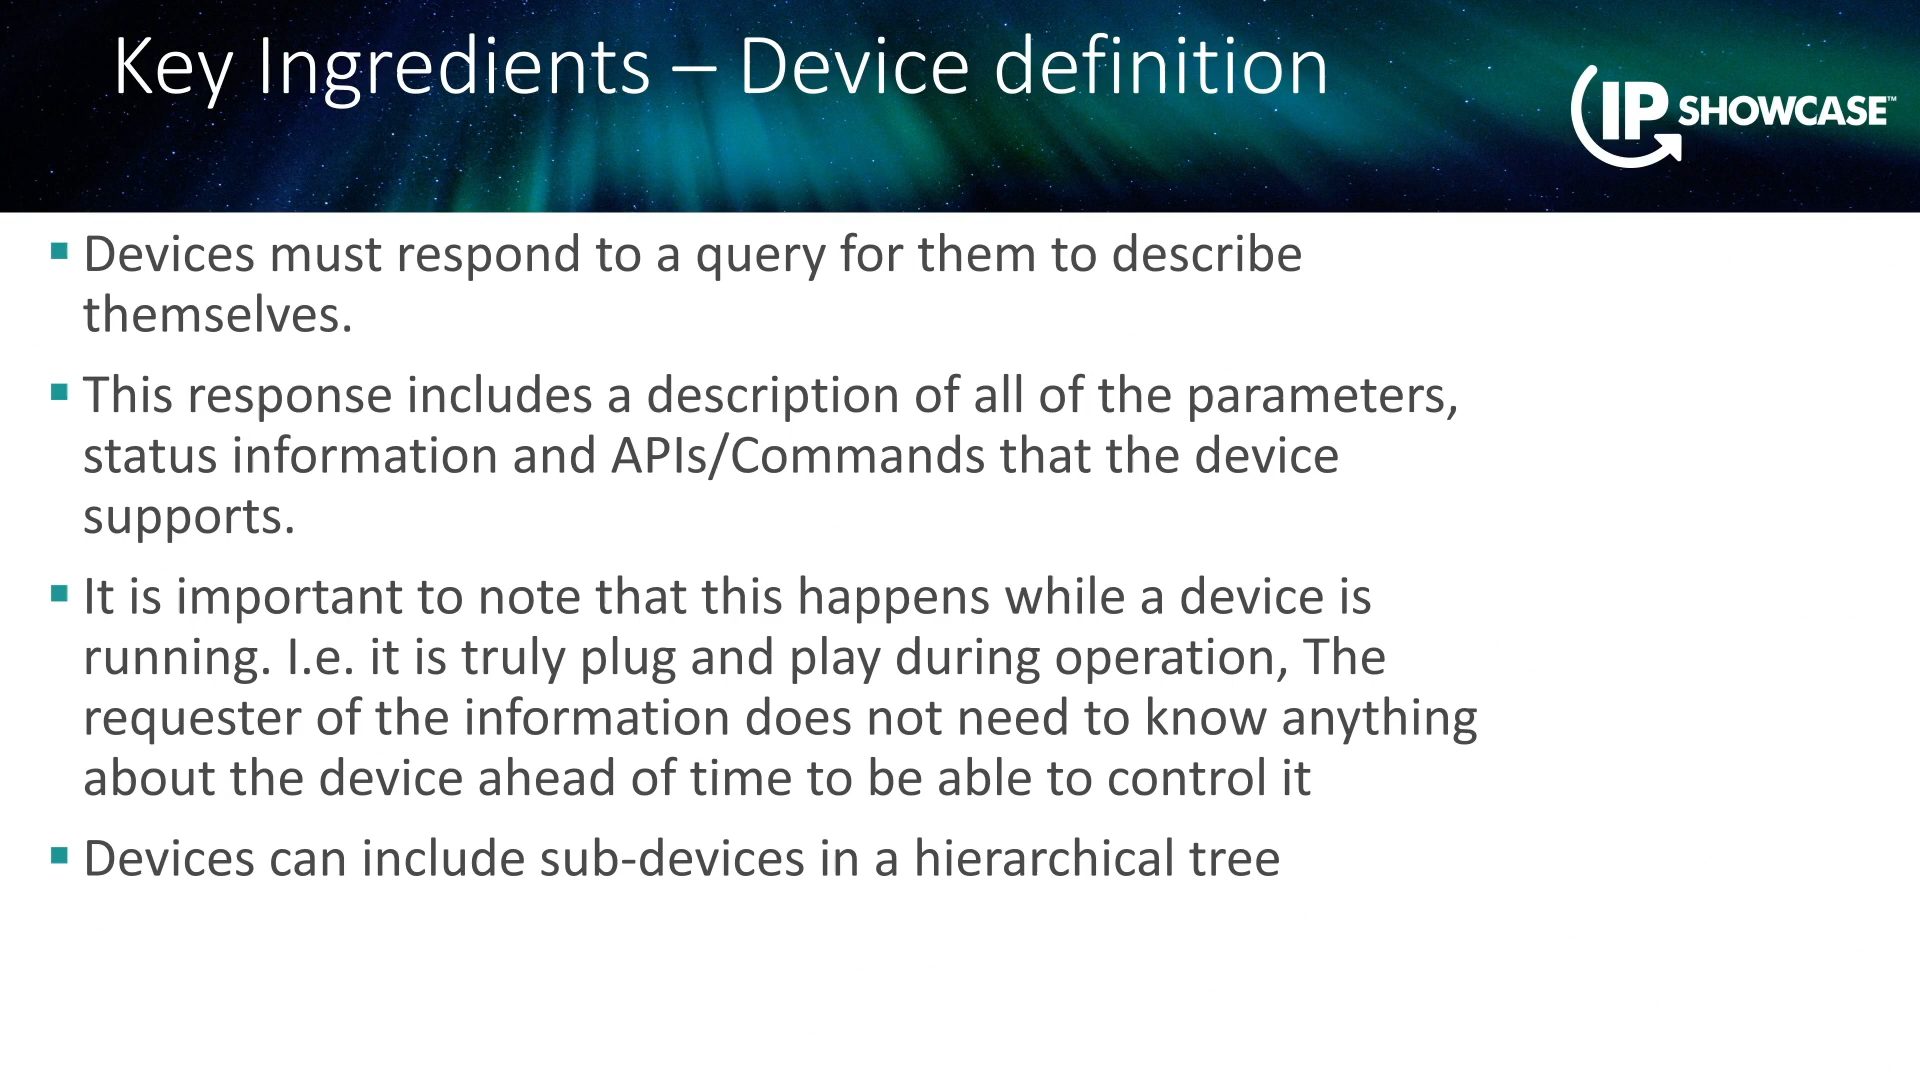 Key Ingredients – Device definition
IP SHOWCASE™
▪ Devices must respond to a query for them to describe
themselves.
▪ This response includes a description of all of the parameters,
status information and APIs/Commands that the device
supports.
▪ It is important to note that this happens while a device is
running. I.e. it is truly plug and play during operation, The
requester of the information does not need to know anything
about the device ahead of time to be able to control it
▪ Devices can include sub-devices in a hierarchical tree